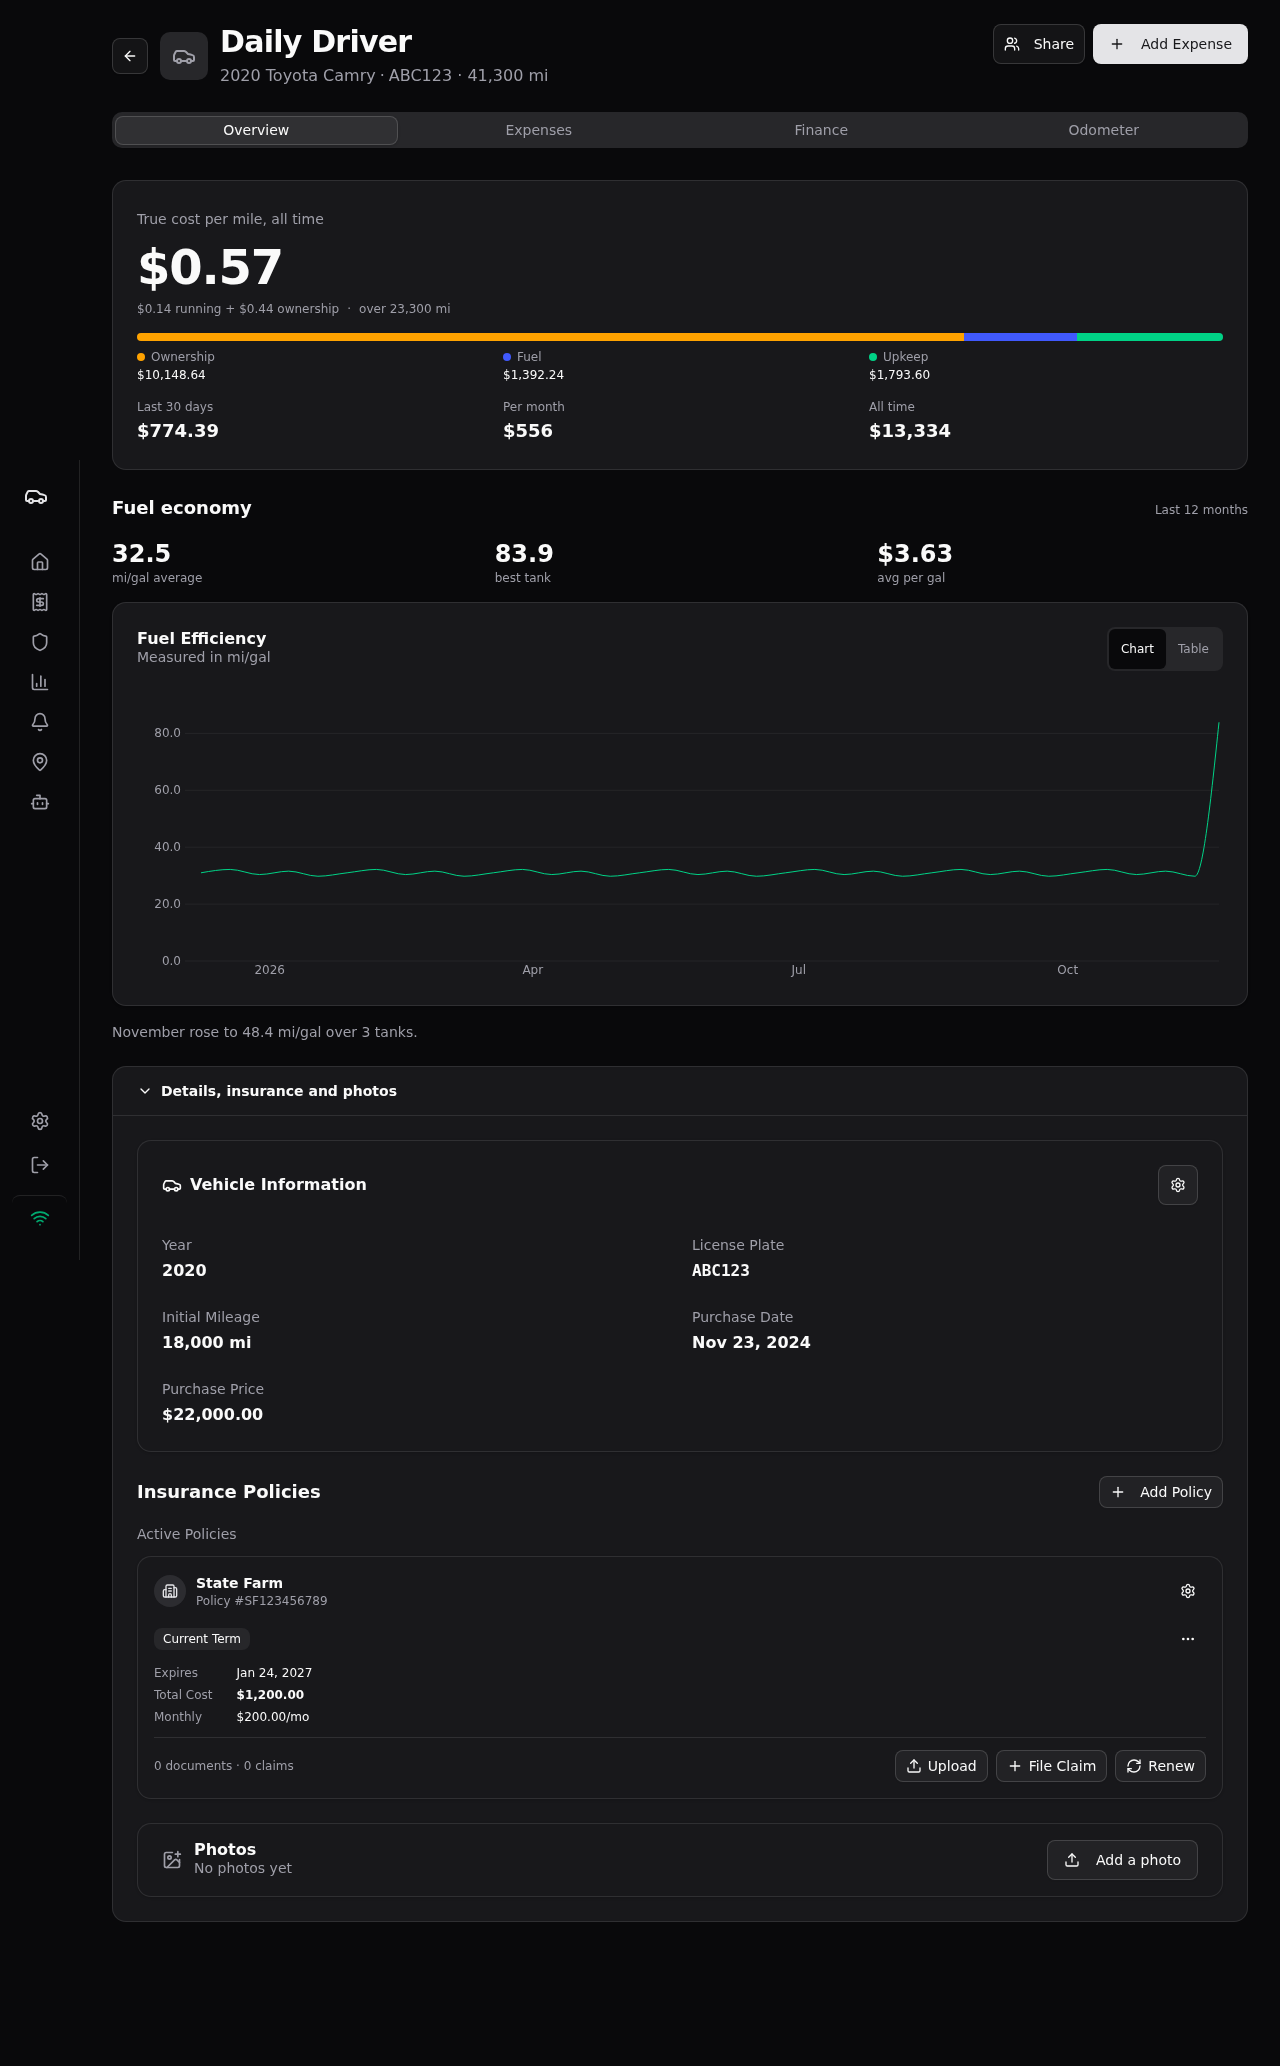 Daily Driver
2020 Toyota Camry · ABC123 · 41,300 mi
Share
Add Expense
Overview
Expenses
Finance
Odometer
True cost per mile, all time
$0.57
$0.14 running + $0.44 ownership · over 23,300 mi
Ownership
$10,148.64
Fuel
$1,392.24
Upkeep
$1,793.60
Last 30 days
$774.39
Per month
$556
All time
$13,334
Fuel economy
Last 12 months
32.5
mi/gal average
83.9
best tank
$3.63
avg per gal
Fuel Efficiency
Measured in mi/gal
Chart
Table
80.0
60.0
40.0
20.0
0.0
2026
Apr
Jul
Oct
November rose to 48.4 mi/gal over 3 tanks.
Details, insurance and photos
Vehicle Information
Year
2020
License Plate
ABC123
Initial Mileage
18,000 mi
Purchase Date
Nov 23, 2024
Purchase Price
$22,000.00
Insurance Policies
Add Policy
Active Policies
State Farm
Policy #SF123456789
Current Term
Expires Jan 24, 2027
Total Cost $1,200.00
Monthly $200.00/mo
0 documents · 0 claims
Upload
File Claim
Renew
Photos
No photos yet
Add a photo